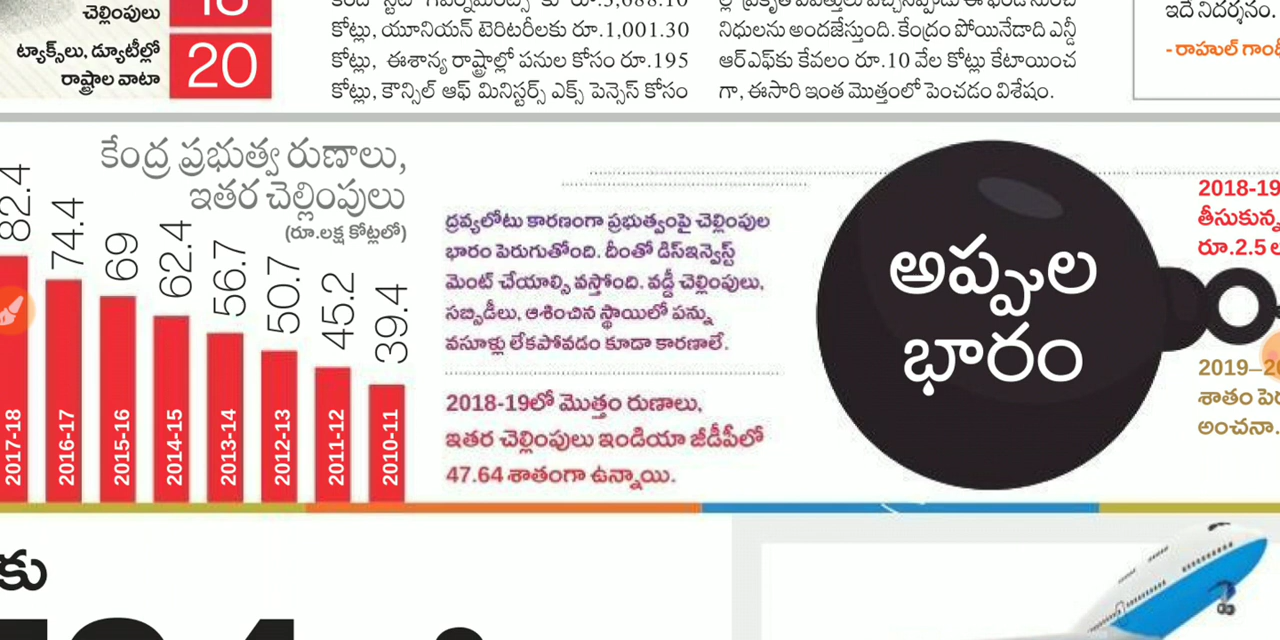 చెల్లింపులు
ట్యాక్స్‌లు, డ్యూటీల్లో
రాష్ట్రాల వాటా
20
కోట్లు, యూనియన్ టెరిటరీలకు రూ.1,001.30
కోట్లు, ఈశాన్య రాష్ట్రాల్లో పనుల కోసం రూ.195
కోట్లు, కౌన్సిల్ ఆఫ్ మినిస్టర్స్ ఎక్స్ పెన్సెస్ కోసం
నిధులను అందజేస్తుంది. కేంద్రం పోయినేడాది ఎన్డీ
ఆర్ఎఫ్‌కు కేవలం రూ.10 వేల కోట్లు కేటాయించ
గా, ఈసారి ఇంత మొత్తంలో పెంచడం విశేషం.
ఇదే నిదర్శనం.
- రాహుల్
కేంద్ర ప్రభుత్వ రుణాలు,
ఇతర చెల్లింపులు
(రూ.లక్ష కోట్లలో)
82.4
74.4
69
62.4
56.7
50.7
45.2
39.4
2017-18
2016-17
2015-16
2014-15
2013-14
2012-13
2011-12
2010-11
ద్రవ్యలోటు కారణంగా ప్రభుత్వంపై చెల్లింపుల
భారం పెరుగుతోంది. దీంతో డిస్ఇన్వెస్ట్
మెంట్ చేయాల్సి వస్తోంది. వడ్డీ చెల్లింపులు,
సబ్సిడీలు, ఆశించిన స్థాయిలో పన్ను
వసూళ్లు లేకపోవడం కూడా కారణాలే.
2018-19లో మొత్తం రుణాలు,
ఇతర చెల్లింపులు ఇండియా జీడీపీలో
47.64 శాతంగా ఉన్నాయి.
అప్పుల
భారం
2018-19
తీసుకున్న
రూ.2.5
శాతం
అంచనా.
కు